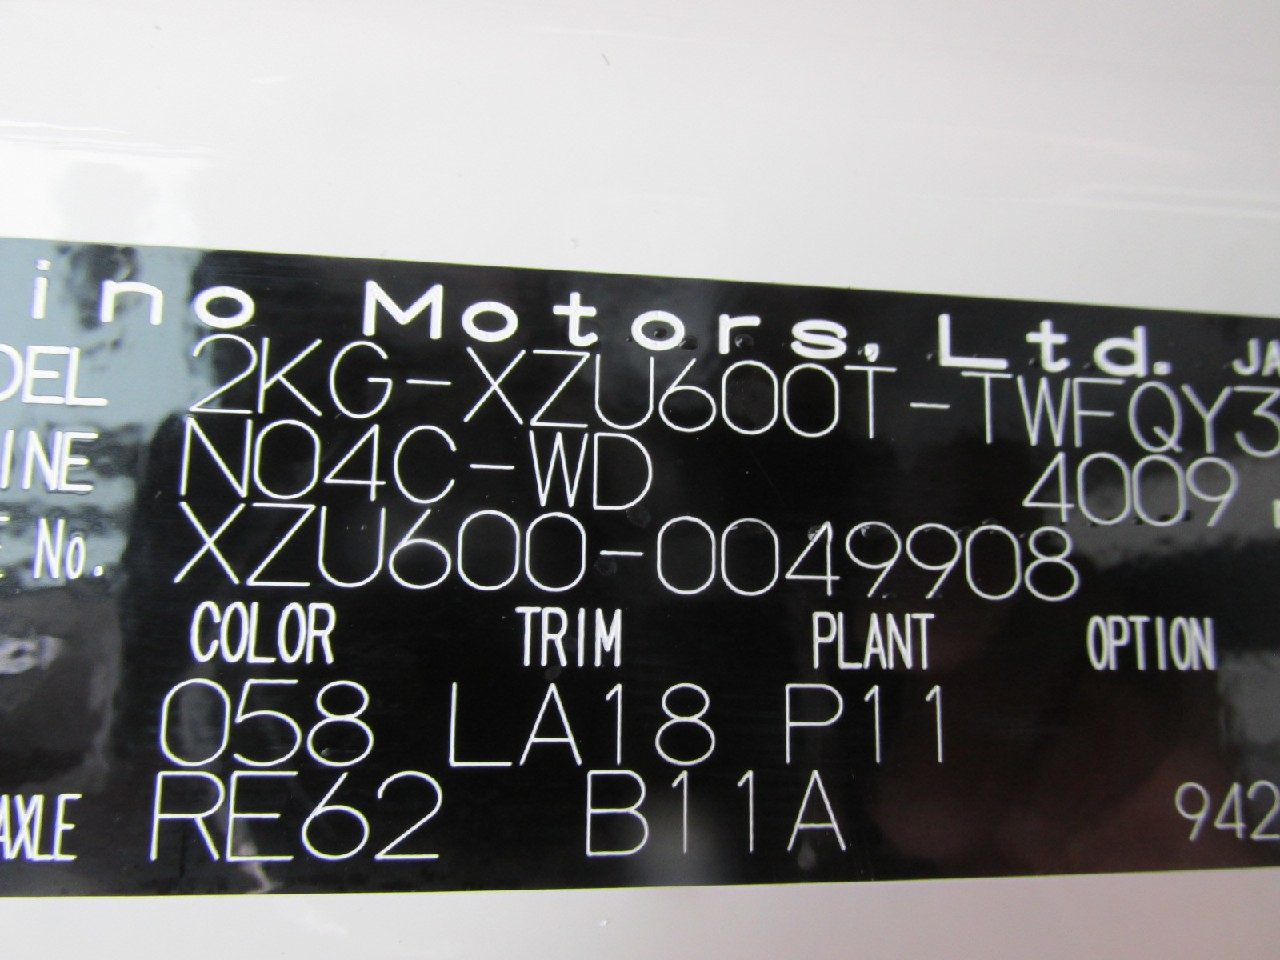 ino Motors, Ltd. JA
DEL 2KG-XZU600T-TWFQY3
INE N04C-WD 4009
E No. XZU600-0049908
COLOR TRIM PLANT OPTION
058 LA18 P11
AXLE RE62 B11A 942